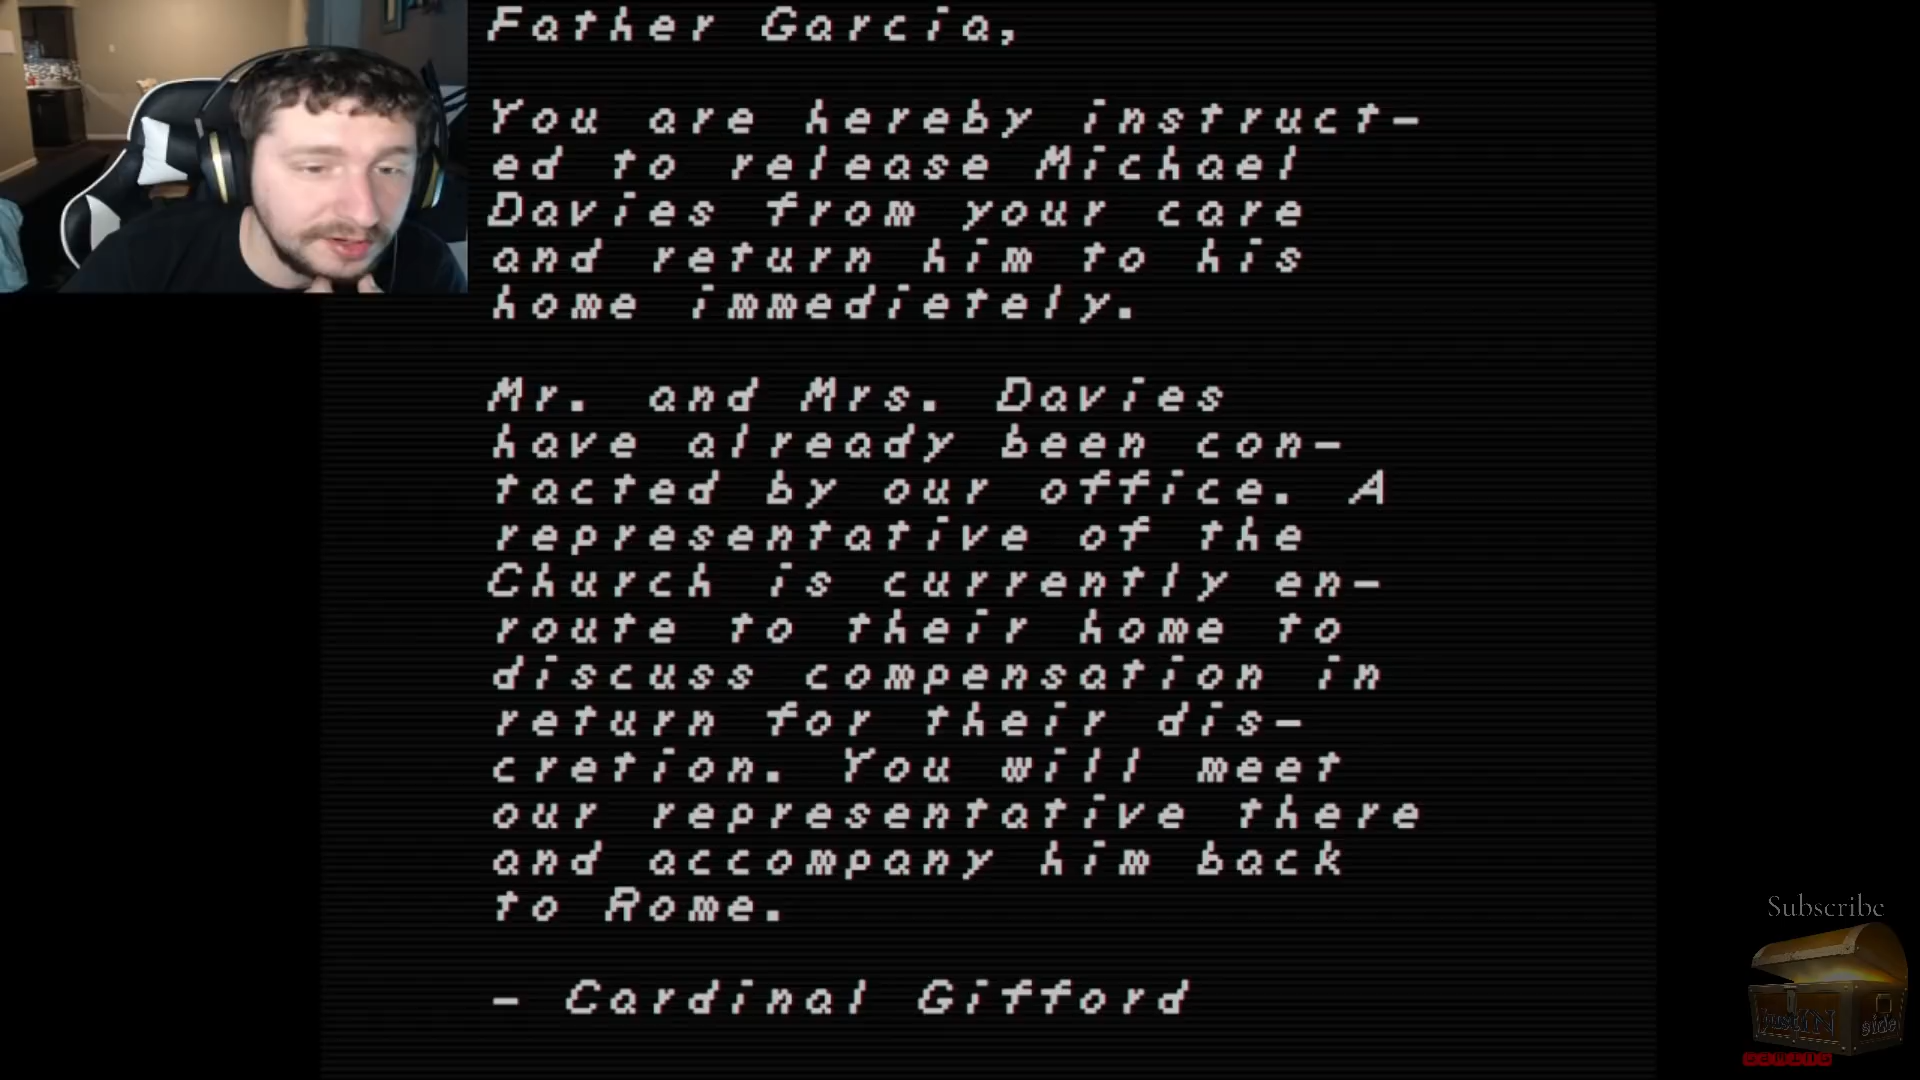 Father Garcia,
You are hereby instruct-
ed to release Michael
Davies from your care
and return him to his
home immedietely.
Mr. and Mrs. Davies
have already been con-
tacted by our office. A
representative of the
Church is currently en-
route to their home to
discuss compensation in
return for their dis-
cretion. You will meet
our representative there
and accompany him back
to Rome.
- Cardinal Gifford
Subscribe
JustIN
side
GAMING